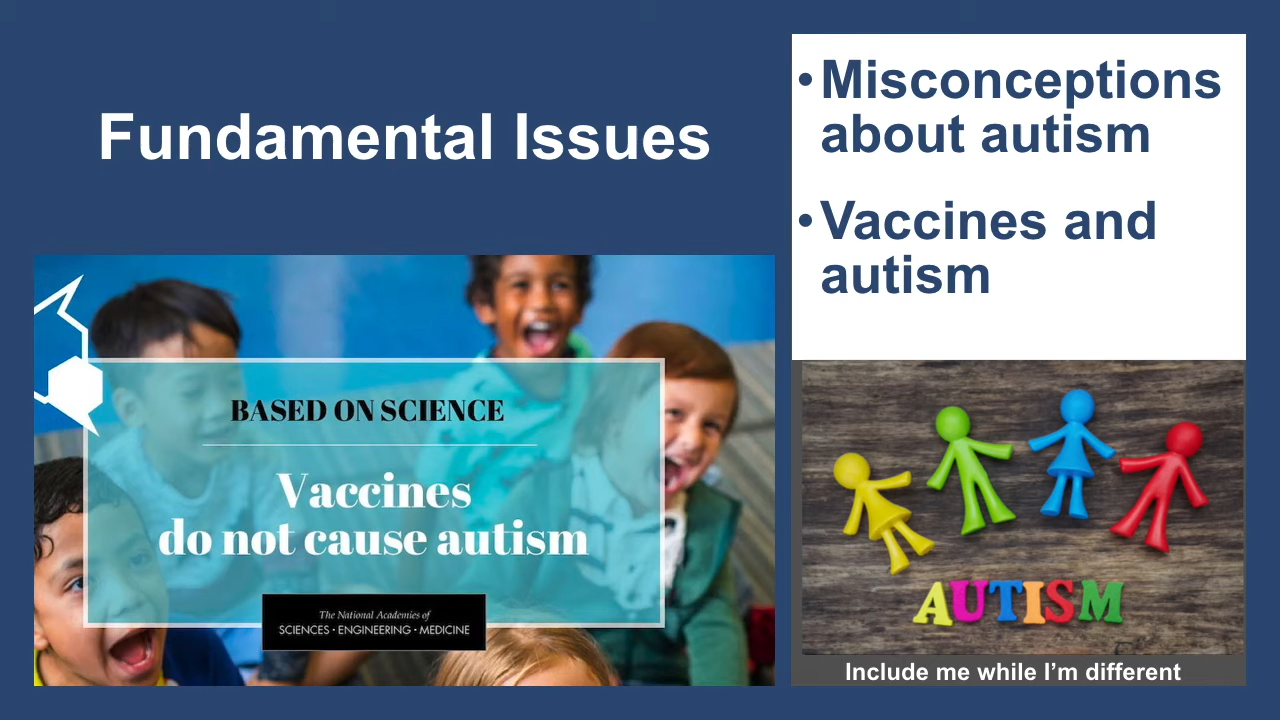 Fundamental Issues
BASED ON SCIENCE
Vaccines
do not cause autism
The National Academies of
SCIENCES · ENGINEERING · MEDICINE
• Misconceptions
about autism
• Vaccines and
autism
AUTISM
Include me while I’m different